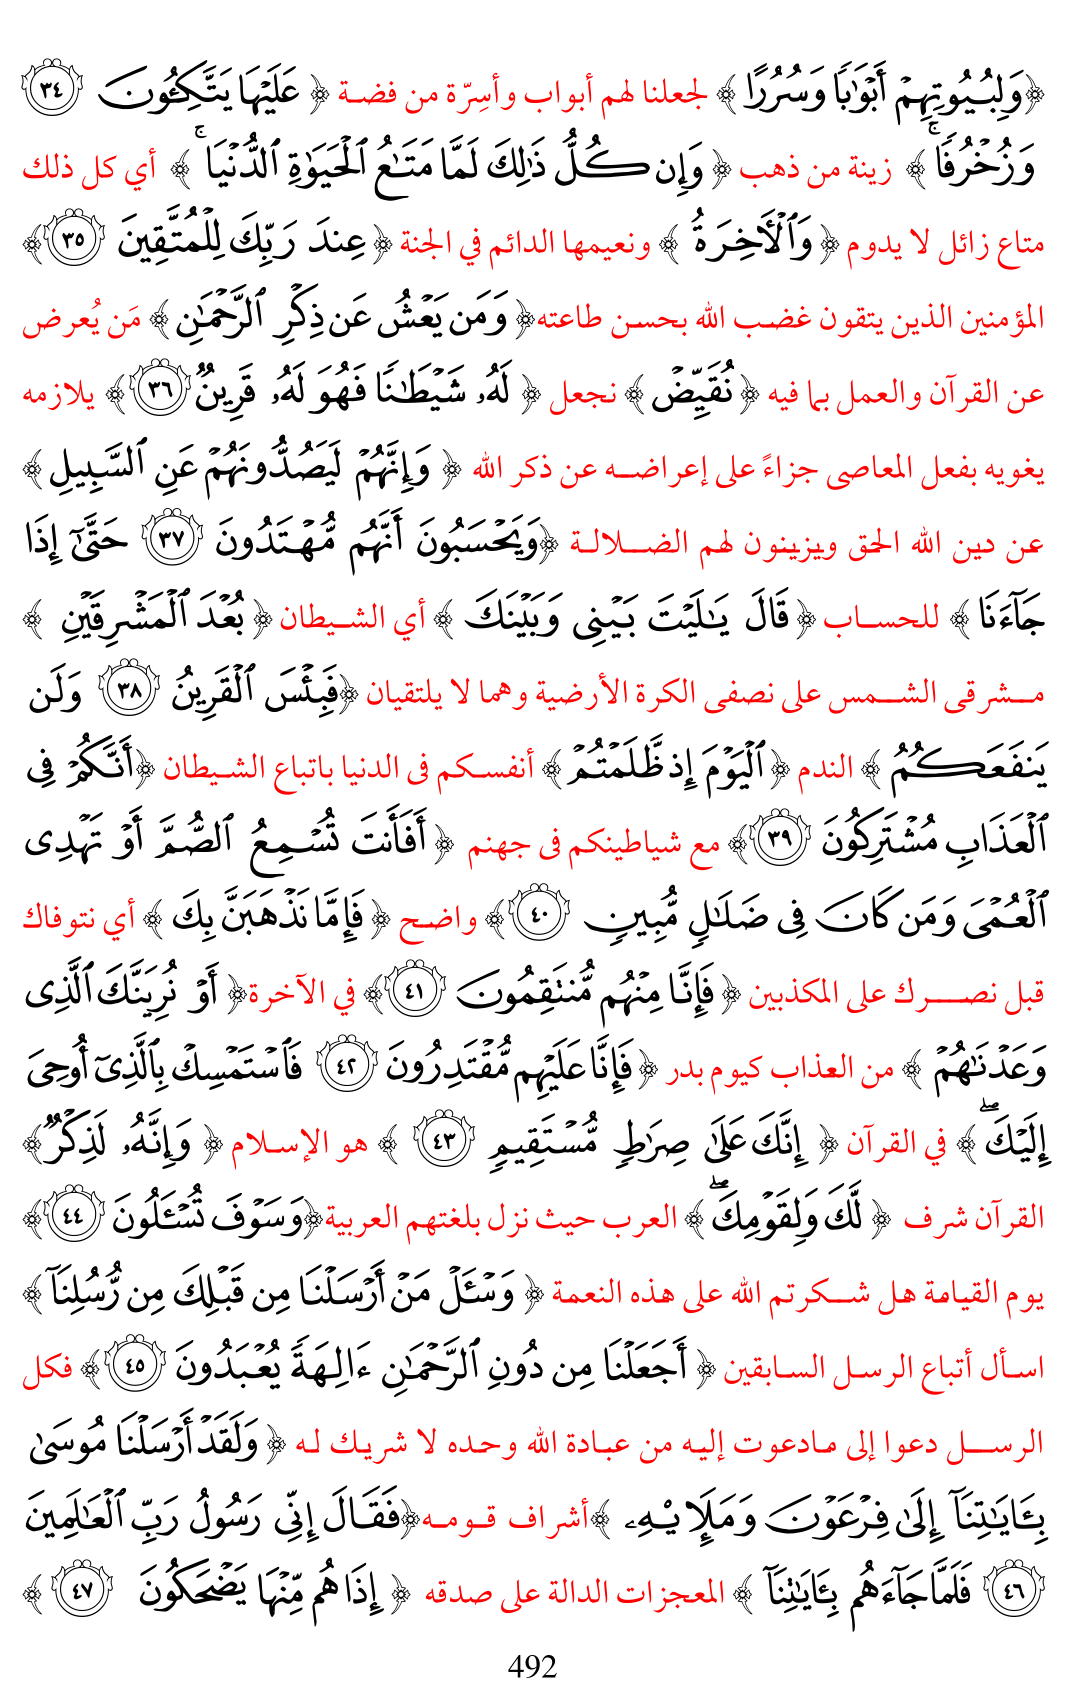 ﴿وَلِبُيُوتِهِمْ أَبْوَٰبًا وَسُرُرًا﴾ لجعلنا لهم أبواب وأسِرّة من فضة ﴿عَلَيْهَا يَتَّكِـُٔونَ ٣٤
وَزُخْرُفًا ۚ﴾ زينة من ذهب ﴿وَإِن كُلُّ ذَٰلِكَ لَمَّا مَتَـٰعُ ٱلْحَيَوٰةِ ٱلدُّنْيَا ۚ﴾ أي كل ذلك
متاع زائل لا يدوم ﴿وَٱلْـَٔاخِرَةُ﴾ ونعيمها الدائم في الجنة ﴿عِندَ رَبِّكَ لِلْمُتَّقِينَ ٣٥﴾
المؤمنين الذين يتقون غضب الله بحسن طاعته﴿وَمَن يَعْشُ عَن ذِكْرِ ٱلرَّحْمَـٰنِ﴾ مَن يُعرض
عن القرآن والعمل بما فيه ﴿نُقَيِّضْ﴾ نجعل ﴿لَهُۥ شَيْطَـٰنًا فَهُوَ لَهُۥ قَرِينٌ ٣٦﴾ يلازمه
يغويه بفعل المعاصى جزاءً على إعراضه عن ذكر الله ﴿وَإِنَّهُمْ لَيَصُدُّونَهُمْ عَنِ ٱلسَّبِيلِ﴾
عن دين الله الحق ويزينون لهم الضلالة ﴿وَيَحْسَبُونَ أَنَّهُم مُّهْتَدُونَ ٣٧ حَتَّىٰٓ إِذَا
جَآءَنَا﴾ للحساب ﴿قَالَ يَـٰلَيْتَ بَيْنِى وَبَيْنَكَ﴾ أي الشيطان ﴿بُعْدَ ٱلْمَشْرِقَيْنِ﴾
مشرقى الشمس على نصفى الكرة الأرضية وهما لا يلتقيان ﴿فَبِئْسَ ٱلْقَرِينُ ٣٨ وَلَن
يَنفَعَكُمُ﴾ الندم ﴿ٱلْيَوْمَ إِذ ظَّلَمْتُمْ﴾ أنفسكم فى الدنيا باتباع الشيطان ﴿أَنَّكُمْ فِى
ٱلْعَذَابِ مُشْتَرِكُونَ ٣٩﴾ مع شياطينكم فى جهنم ﴿أَفَأَنتَ تُسْمِعُ ٱلصُّمَّ أَوْ تَهْدِى
ٱلْعُمْىَ وَمَن كَانَ فِى ضَلَـٰلٍ مُّبِينٍ ٤٠﴾ واضح ﴿فَإِمَّا نَذْهَبَنَّ بِكَ﴾ أي نتوفاك
قبل نصرك على المكذبين ﴿فَإِنَّا مِنْهُم مُّنتَقِمُونَ ٤١﴾ في الآخرة﴿أَوْ نُرِيَنَّكَ ٱلَّذِى
وَعَدْنَـٰهُمْ﴾ من العذاب كيوم بدر ﴿فَإِنَّا عَلَيْهِم مُّقْتَدِرُونَ ٤٢ فَٱسْتَمْسِكْ بِٱلَّذِىٓ أُوحِىَ
إِلَيْكَ ۖ﴾ في القرآن ﴿إِنَّكَ عَلَىٰ صِرَٰطٍ مُّسْتَقِيمٍ ٤٣﴾ هو الإسلام ﴿وَإِنَّهُۥ لَذِكْرٌ﴾
القرآن شرف ﴿لَّكَ وَلِقَوْمِكَ ۖ﴾ العرب حيث نزل بلغتهم العربية﴿وَسَوْفَ تُسْـَٔلُونَ ٤٤﴾
يوم القيامة هل شكرتم الله على هذه النعمة ﴿وَسْـَٔلْ مَنْ أَرْسَلْنَا مِن قَبْلِكَ مِن رُّسُلِنَآ﴾
اسأل أتباع الرسل السابقين ﴿أَجَعَلْنَا مِن دُونِ ٱلرَّحْمَـٰنِ ءَالِهَةً يُعْبَدُونَ ٤٥﴾ فكل
الرسل دعوا إلى مادعوت إليه من عبادة الله وحده لا شريك له ﴿وَلَقَدْ أَرْسَلْنَا مُوسَىٰ
بِـَٔايَـٰتِنَآ إِلَىٰ فِرْعَوْنَ وَمَلَإِي۟هِۦ﴾أشراف قومه﴿فَقَالَ إِنِّى رَسُولُ رَبِّ ٱلْعَـٰلَمِينَ
٤٦ فَلَمَّا جَآءَهُم بِـَٔايَـٰتِنَآ﴾ المعجزات الدالة على صدقه ﴿إِذَا هُم مِّنْهَا يَضْحَكُونَ ٤٧﴾
492